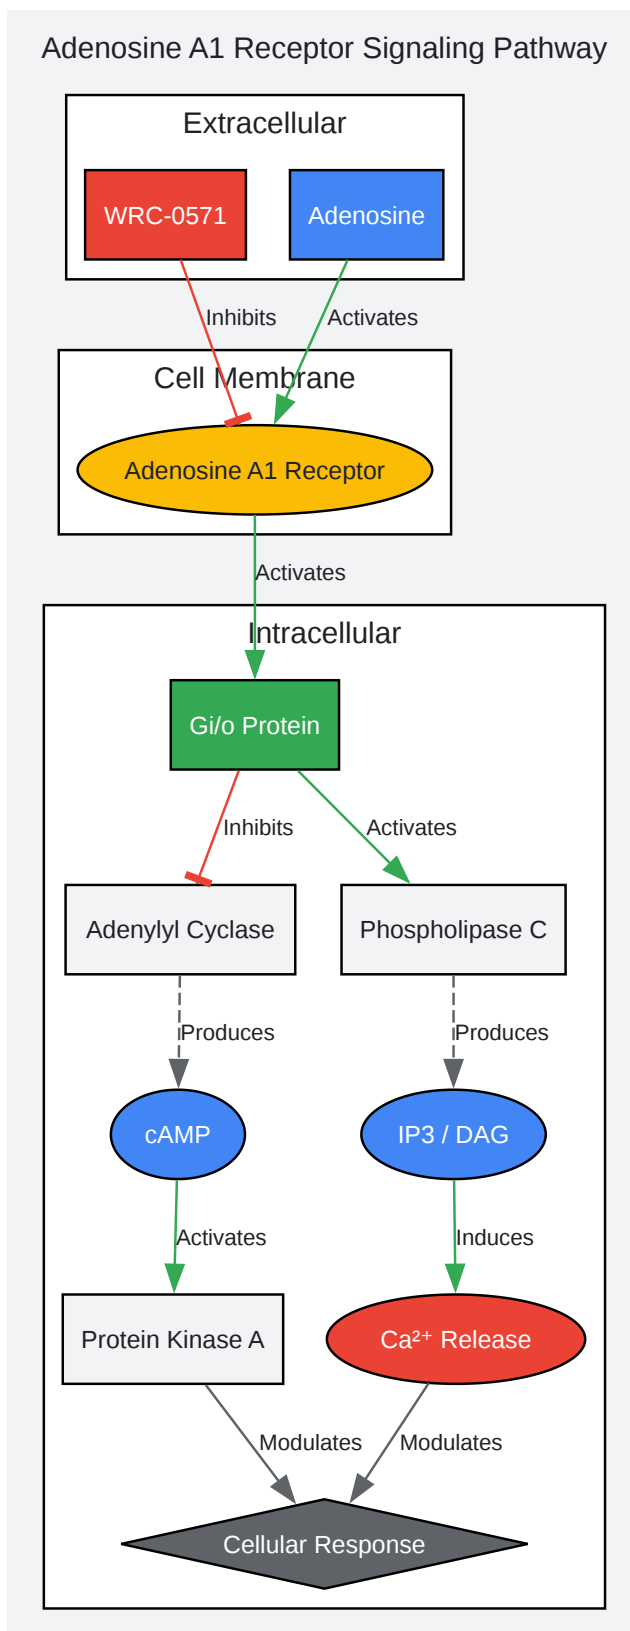 Adenosine A1 Receptor Signaling Pathway
Extracellular
WRC-0571
Adenosine
Inhibits
Activates
Cell Membrane
Adenosine A1 Receptor
Activates
Intracellular
Gi/o Protein
Inhibits
Activates
Adenylyl Cyclase
Phospholipase C
Produces
Produces
cAMP
IP3 / DAG
Activates
Induces
Protein Kinase A
Ca²⁺ Release
Modulates
Modulates
Cellular Response